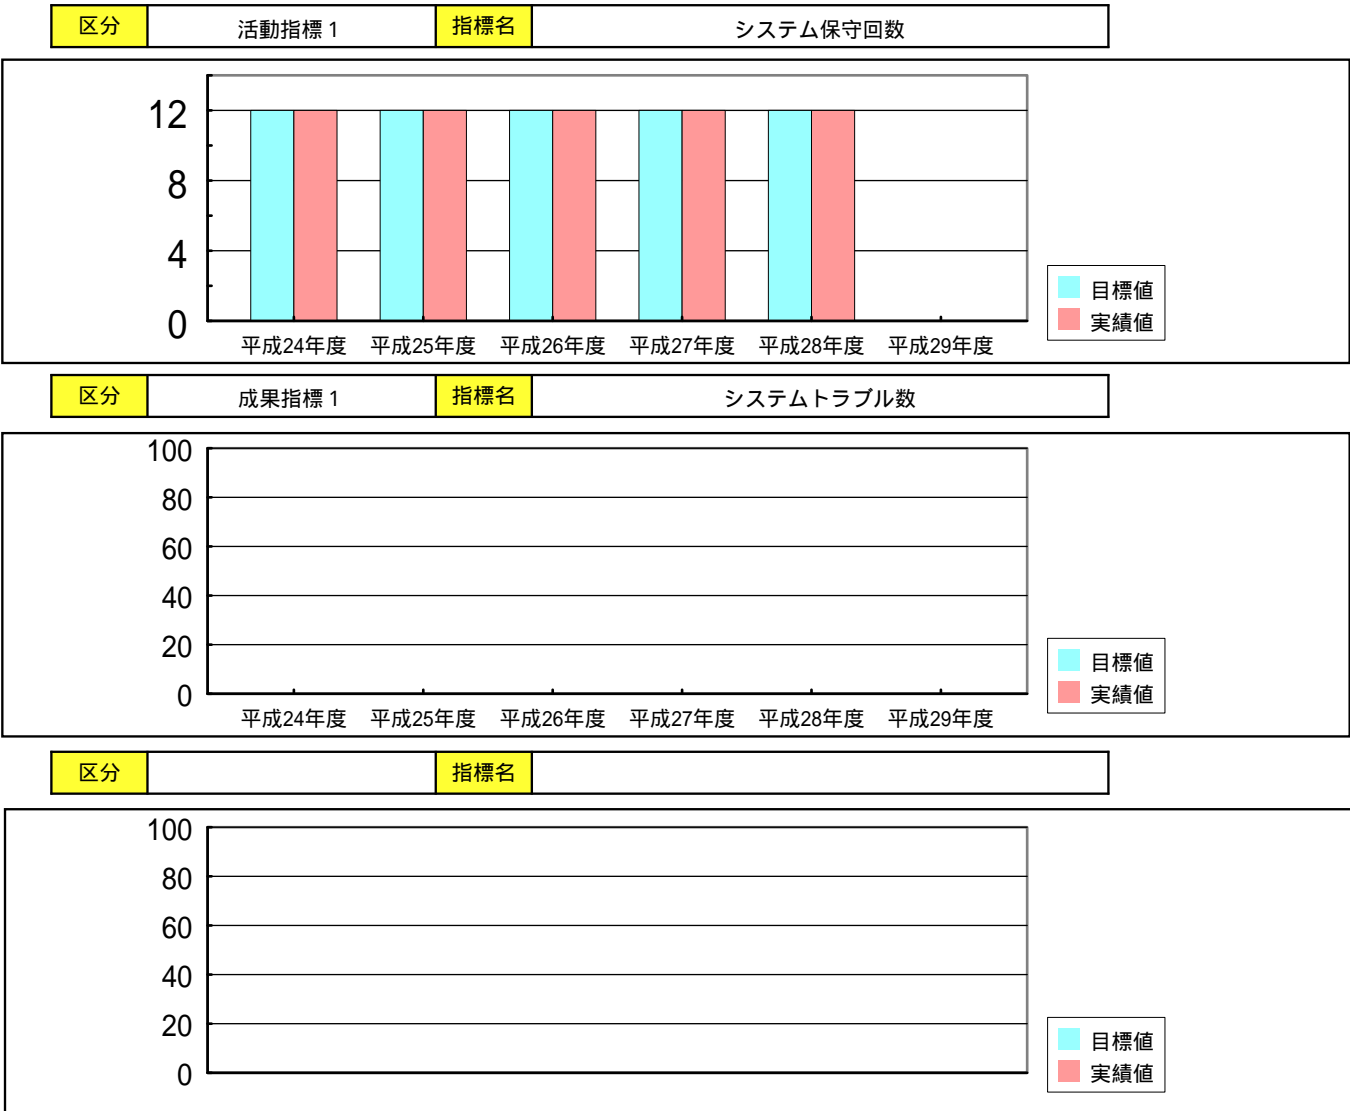 区分 活動指標1 指標名 システム保守回数
12
8
4
0
平成24年度 平成25年度 平成26年度 平成27年度 平成28年度 平成29年度
目標値
実績値
区分 成果指標1 指標名 システムトラブル数
100
80
60
40
20
0
平成24年度 平成25年度 平成26年度 平成27年度 平成28年度 平成29年度
目標値
実績値
区分 指標名
100
80
60
40
20
0
目標値
実績値